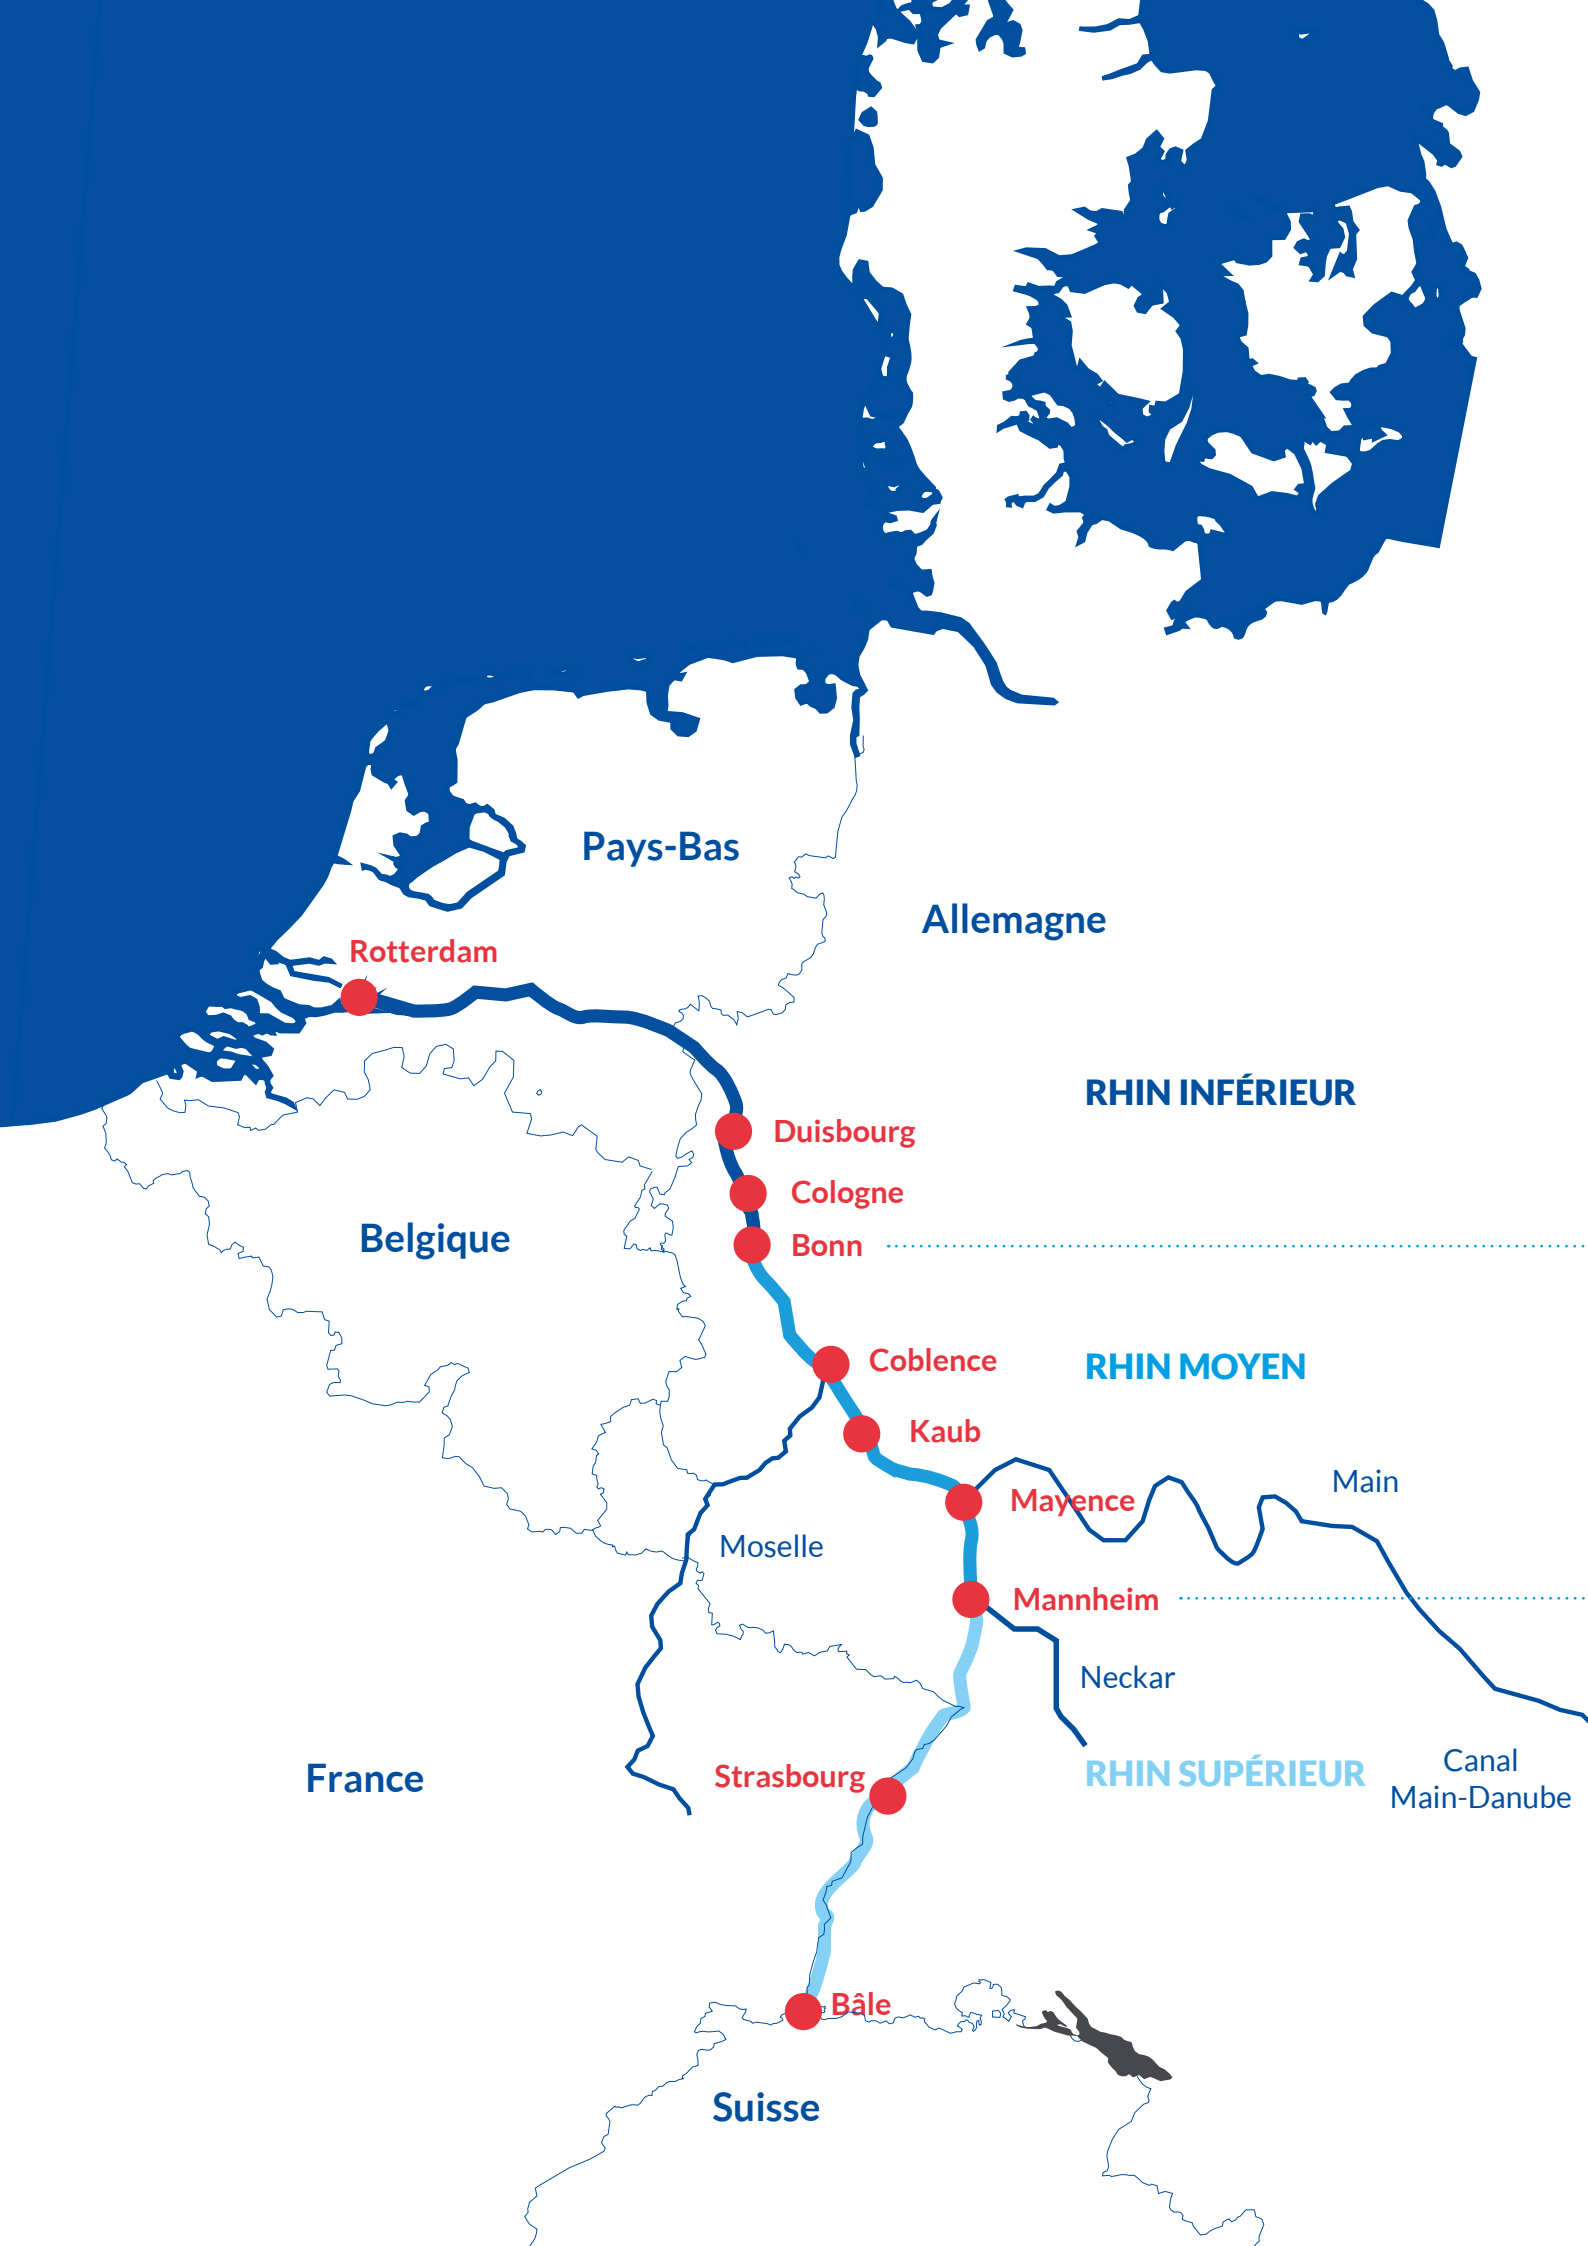 Pays-Bas
Allemagne
Rotterdam
RHIN INFÉRIEUR
Duisbourg
Cologne
Belgique
Bonn
Coblence
RHIN MOYEN
Kaub
Main
Mayence
Moselle
Mannheim
Neckar
Canal
Main-Danube
RHIN SUPÉRIEUR
Strasbourg
France
Bâle
Suisse